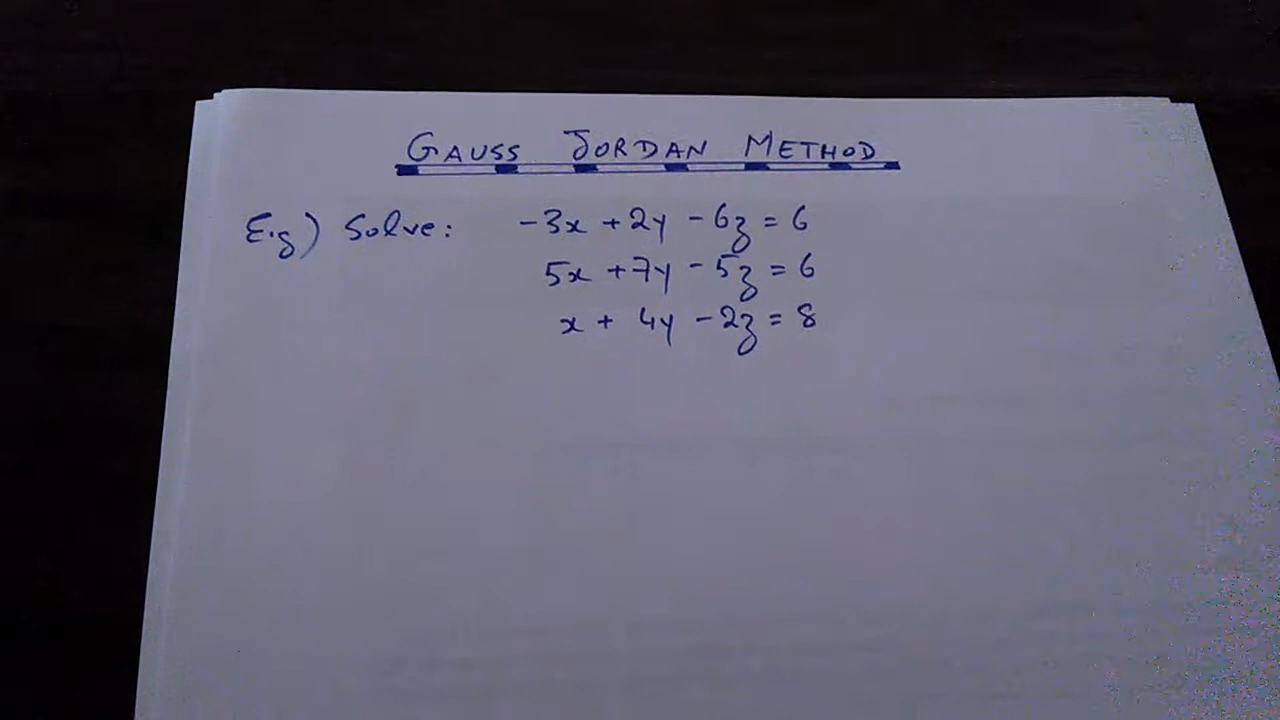 GAUSS JORDAN METHOD
E.g) Solve: -3x + 2y - 6z = 6
5x + 7y - 5z = 6
x + 4y - 2z = 8